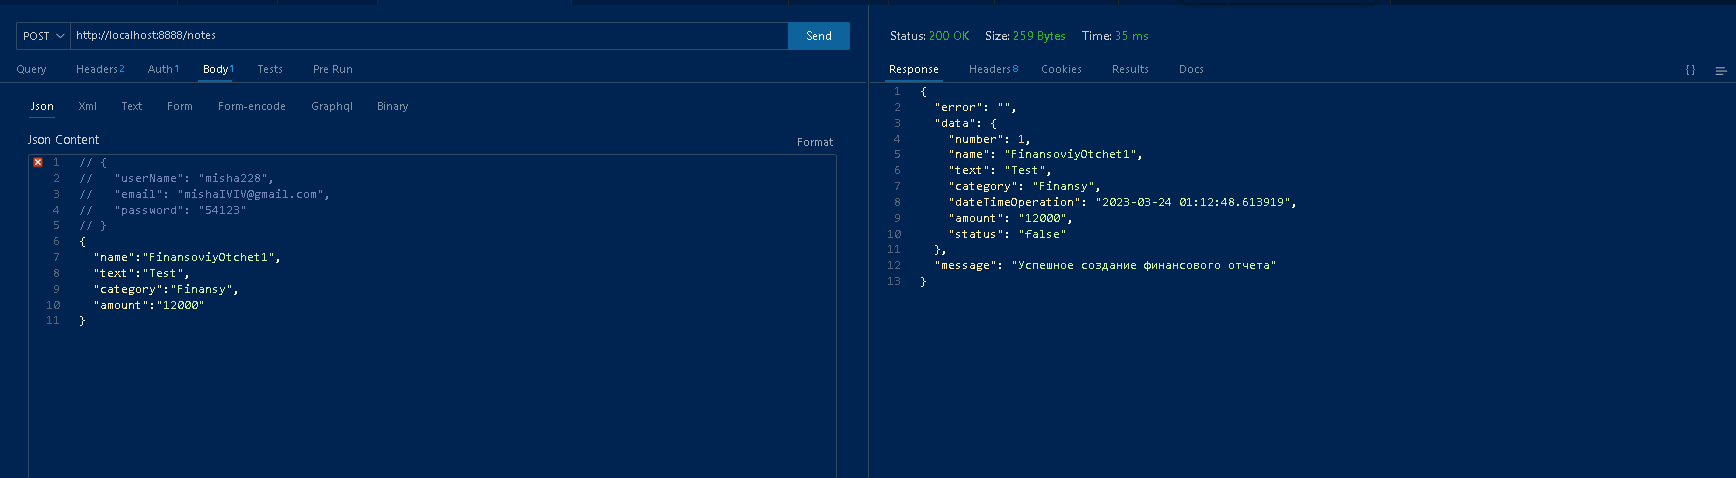 POST http://localhost:8888/notes Send
Query Headers2 Auth1 Body1 Tests Pre Run
Json Xml Text Form Form-encode Graphql Binary
Json Content Format
1 // {
2 //   "userName": "misha228",
3 //   "email": "mishaIVIV@gmail.com",
4 //   "password": "54123"
5 // }
6 {
7   "name":"FinansoviyOtchet1",
8   "text":"Test",
9   "category":"Finansy",
10   "amount":"12000"
11 }
Status: 200 OK Size: 259 Bytes Time: 35 ms
Response Headers8 Cookies Results Docs {}
1 {
2   "error": "",
3   "data": {
4     "number": 1,
5     "name": "FinansoviyOtchet1",
6     "text": "Test",
7     "category": "Finansy",
8     "dateTimeOperation": "2023-03-24 01:12:48.613919",
9     "amount": "12000",
10     "status": "false"
11   },
12   "message": "Успешное создание финансового отчета"
13 }